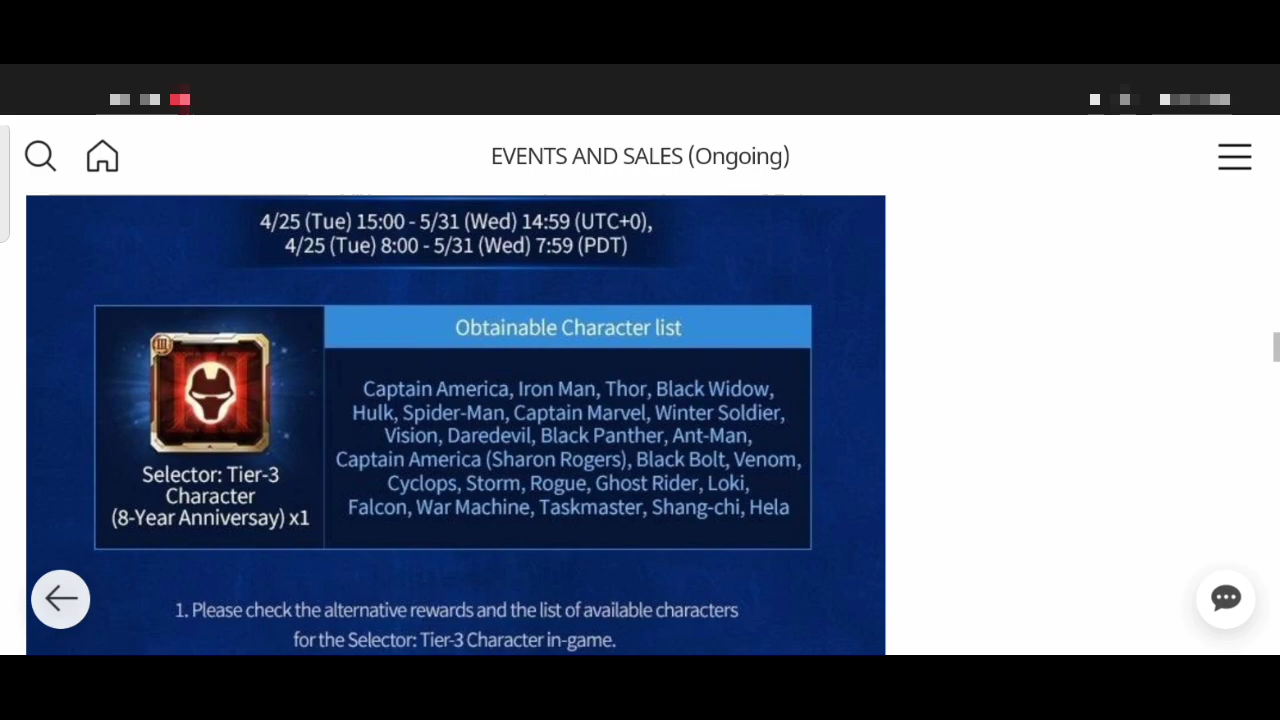 EVENTS AND SALES (Ongoing)
4/25 (Tue) 15:00 - 5/31 (Wed) 14:59 (UTC+0),
4/25 (Tue) 8:00 - 5/31 (Wed) 7:59 (PDT)
III
Selector: Tier-3
Character
(8-Year Anniversay) x1
Obtainable Character list
Captain America, Iron Man, Thor, Black Widow,
Hulk, Spider-Man, Captain Marvel, Winter Soldier,
Vision, Daredevil, Black Panther, Ant-Man,
Captain America (Sharon Rogers), Black Bolt, Venom,
Cyclops, Storm, Rogue, Ghost Rider, Loki,
Falcon, War Machine, Taskmaster, Shang-chi, Hela
1. Please check the alternative rewards and the list of available characters
for the Selector: Tier-3 Character in-game.